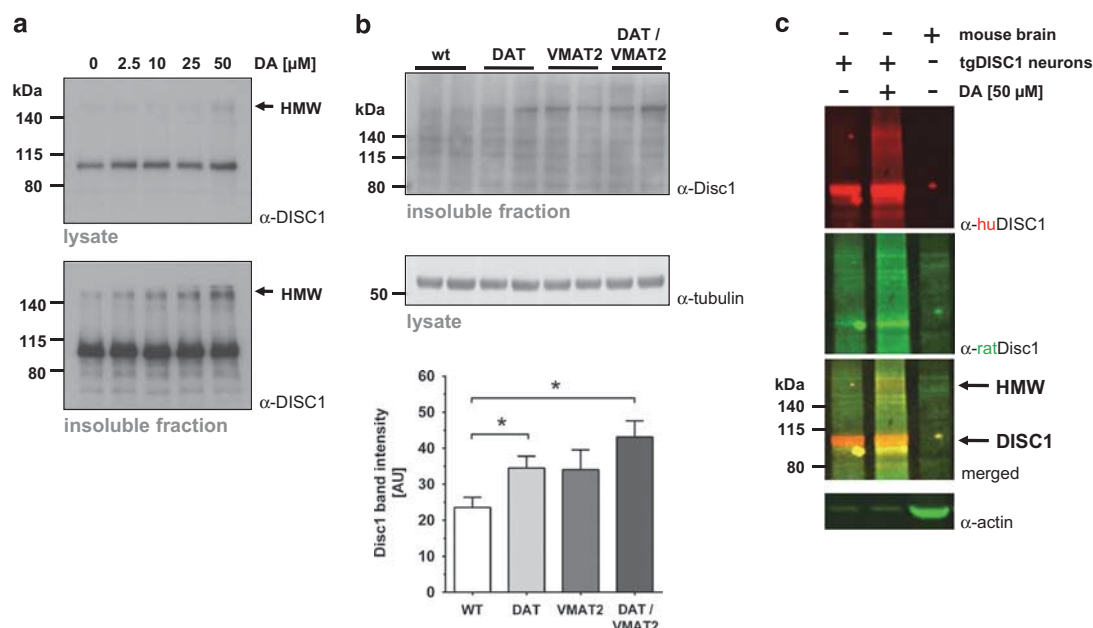 a
0 2.5 10 25 50 DA [µM]
kDa
140
115
80
HMW
α-DISC1
lysate
140
115
80
HMW
α-DISC1
insoluble fraction
b
wt DAT VMAT2 DAT / VMAT2
kDa
140
115
80
α-Disc1
insoluble fraction
50
α-tubulin
lysate
Disc1 band intensity
[AU]
60
50
40
30
20
10
0
*
*
WT DAT VMAT2 DAT /
VMAT2
c
- - + mouse brain
+ + - tgDISC1 neurons
- + - DA [50 µM]
α-huDISC1
α-ratDisc1
kDa
140
115
80
HMW
DISC1
merged
α-actin